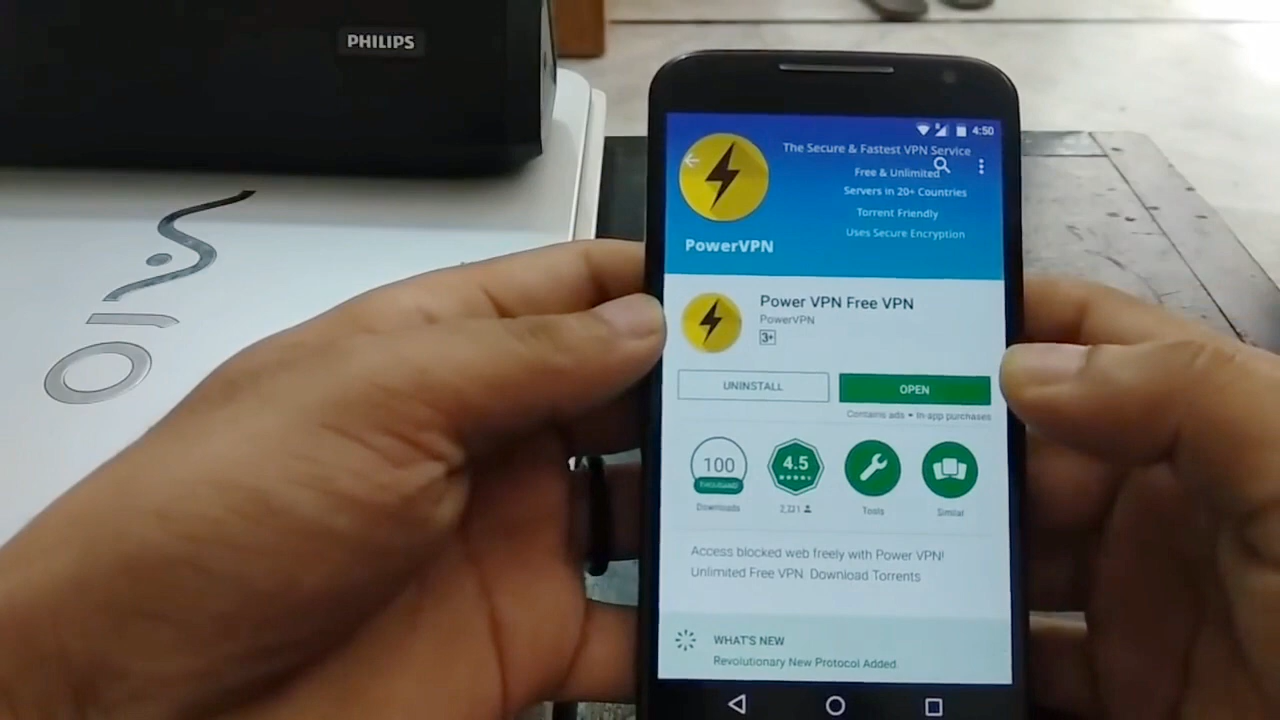 PHILIPS
VAIO
4:50
The Secure & Fastest VPN Service
Free & Unlimited
Servers in 20+ Countries
Torrent Friendly
Uses Secure Encryption
PowerVPN
Power VPN Free VPN
PowerVPN
3+
UNINSTALL
OPEN
Contains ads • In-app purchases
100
THOUSAND
4.5
Downloads
Tools
Similar
Access blocked web freely with Power VPN!
Unlimited Free VPN. Download Torrents
WHAT'S NEW
Revolutionary New Protocol Added.